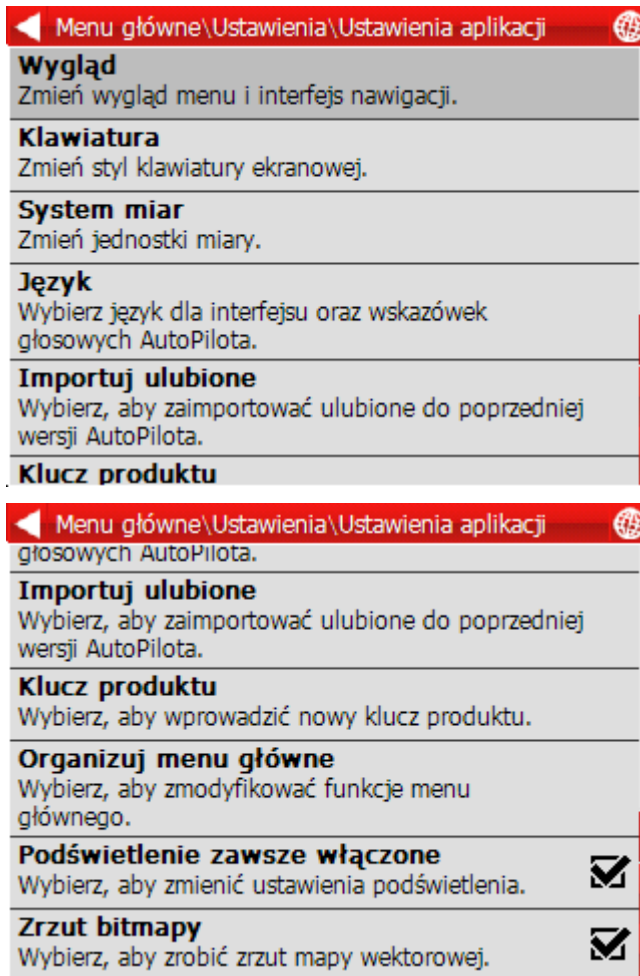 Menu główne\Ustawienia\Ustawienia aplikacji
Wygląd
Zmień wygląd menu i interfejs nawigacji.
Klawiatura
Zmień styl klawiatury ekranowej.
System miar
Zmień jednostki miary.
Język
Wybierz język dla interfejsu oraz wskazówek
głosowych AutoPilota.
Importuj ulubione
Wybierz, aby zaimportować ulubione do poprzedniej
wersji AutoPilota.
Klucz produktu
Menu główne\Ustawienia\Ustawienia aplikacji
głosowych AutoPilota.
Importuj ulubione
Wybierz, aby zaimportować ulubione do poprzedniej
wersji AutoPilota.
Klucz produktu
Wybierz, aby wprowadzić nowy klucz produktu.
Organizuj menu główne
Wybierz, aby zmodyfikować funkcje menu
głównego.
Podświetlenie zawsze włączone
Wybierz, aby zmienić ustawienia podświetlenia.
Zrzut bitmapy
Wybierz, aby zrobić zrzut mapy wektorowej.